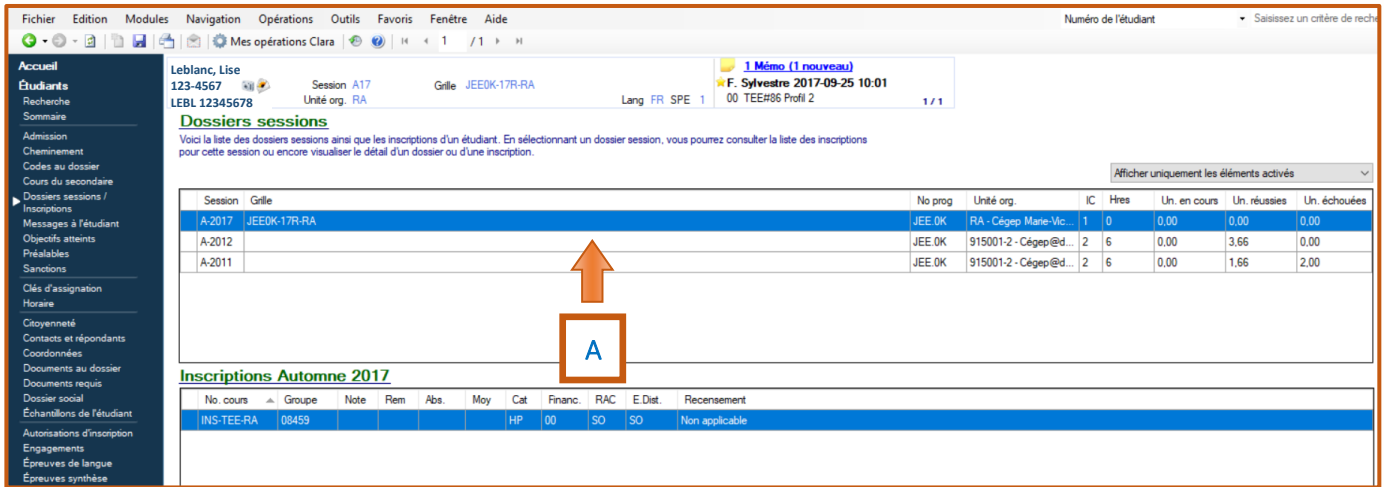 Fichier Edition Modules Navigation Opérations Outils Favoris Fenêtre Aide Numéro de l'étudiant Saisissez un critère de reche
Mes opérations Clara 1 / 1
Accueil
Étudiants
Recherche
Sommaire
Admission
Cheminement
Codes au dossier
Cours du secondaire
Dossiers sessions /
Inscriptions
Messages à l'étudiant
Objectifs atteints
Préalables
Sanctions
Clés d'assignation
Horaire
Citoyenneté
Contacts et répondants
Coordonnées
Documents au dossier
Documents requis
Dossier social
Échantillons de l'étudiant
Autorisations d'inscription
Engagements
Épreuves de langue
Épreuves synthèse
Leblanc, Lise
123-4567 Session A17 Grille JEE0K-17R-RA
LEBL 12345678 Unité org. RA Lang FR SPE 1
1 Mémo (1 nouveau)
F. Sylvestre 2017-09-25 10:01
00 TEE#86 Profil 2 1 / 1
Dossiers sessions
Voici la liste des dossiers sessions ainsi que les inscriptions d'un étudiant. En sélectionnant un dossier session, vous pourrez consulter la liste des inscriptions
pour cette session ou encore visualiser le détail d'un dossier ou d'une inscription.
Afficher uniquement les éléments activés
Session Grille No prog Unité org. IC Hres Un. en cours Un. réussies Un. échouées
A-2017 JEE0K-17R-RA JEE.0K RA - Cégep Marie-Vic... 1 0 0,00 0,00 0,00
A-2012 JEE.0K 915001-2 - Cégep@d... 2 6 0,00 3,66 0,00
A-2011 JEE.0K 915001-2 - Cégep@d... 2 6 0,00 1,66 2,00
A
Inscriptions Automne 2017
No. cours Groupe Note Rem Abs. Moy Cat Financ. RAC E.Dist. Recensement
INS-TEE-RA 08459 HP 00 SO SO Non applicable